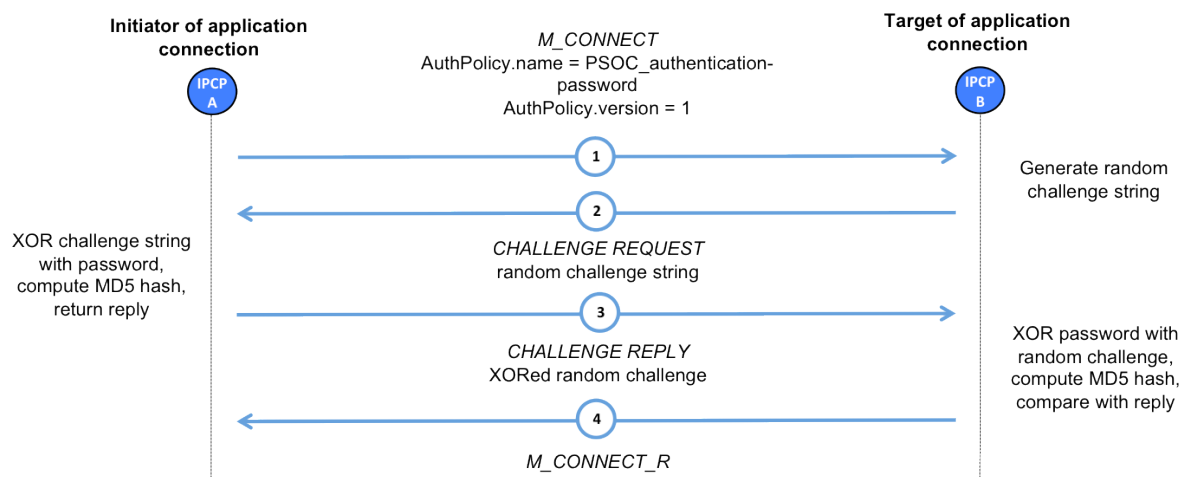 Initiator of application
connection
Target of application
connection
M_CONNECT
AuthPolicy.name = PSOC_authentication-
password
AuthPolicy.version = 1
IPCP
A
IPCP
B
1
Generate random
challenge string
2
XOR challenge string
with password,
compute MD5 hash,
return reply
CHALLENGE REQUEST
random challenge string
3
XOR password with
random challenge,
compute MD5 hash,
compare with reply
CHALLENGE REPLY
XORed random challenge
4
M_CONNECT_R